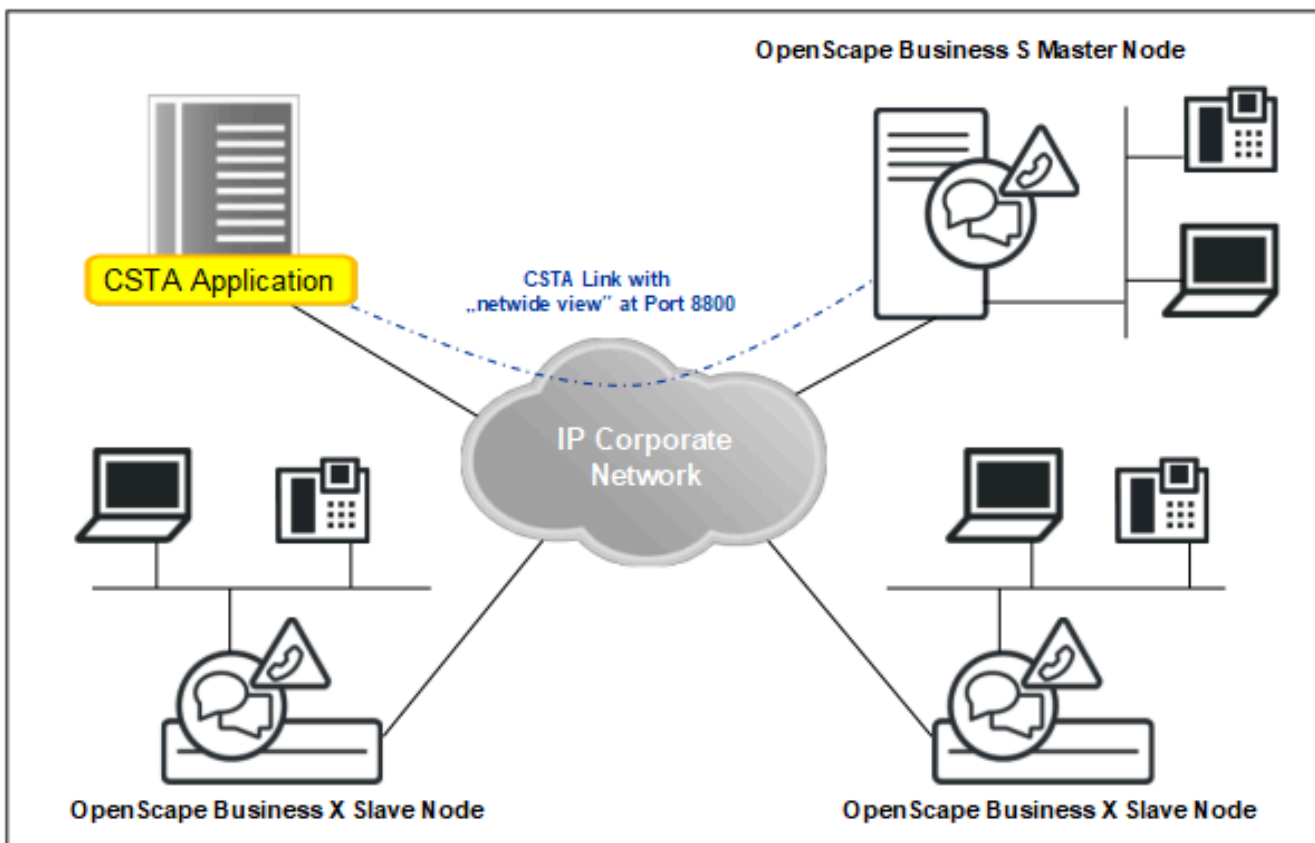 OpenScape Business S Master Node
CSTA Application
CSTA Link with
„netwide view” at Port 8800
IP Corporate
Network
OpenScape Business X Slave Node
OpenScape Business X Slave Node